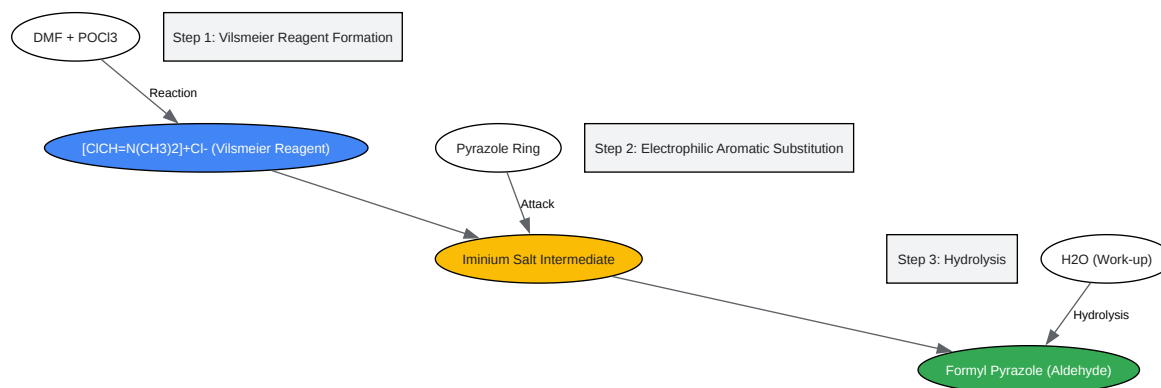 DMF + POCl3
Step 1: Vilsmeier Reagent Formation
Reaction
[ClCH=N(CH3)2]+Cl- (Vilsmeier Reagent)
Pyrazole Ring
Step 2: Electrophilic Aromatic Substitution
Attack
Iminium Salt Intermediate
Step 3: Hydrolysis
H2O (Work-up)
Hydrolysis
Formyl Pyrazole (Aldehyde)